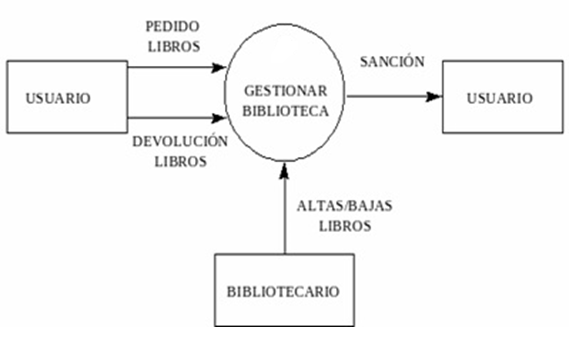 PEDIDO
LIBROS
USUARIO
DEVOLUCIÓN
LIBROS
GESTIONAR
BIBLIOTECA
SANCIÓN
USUARIO
ALTAS/BAJAS
LIBROS
BIBLIOTECARIO